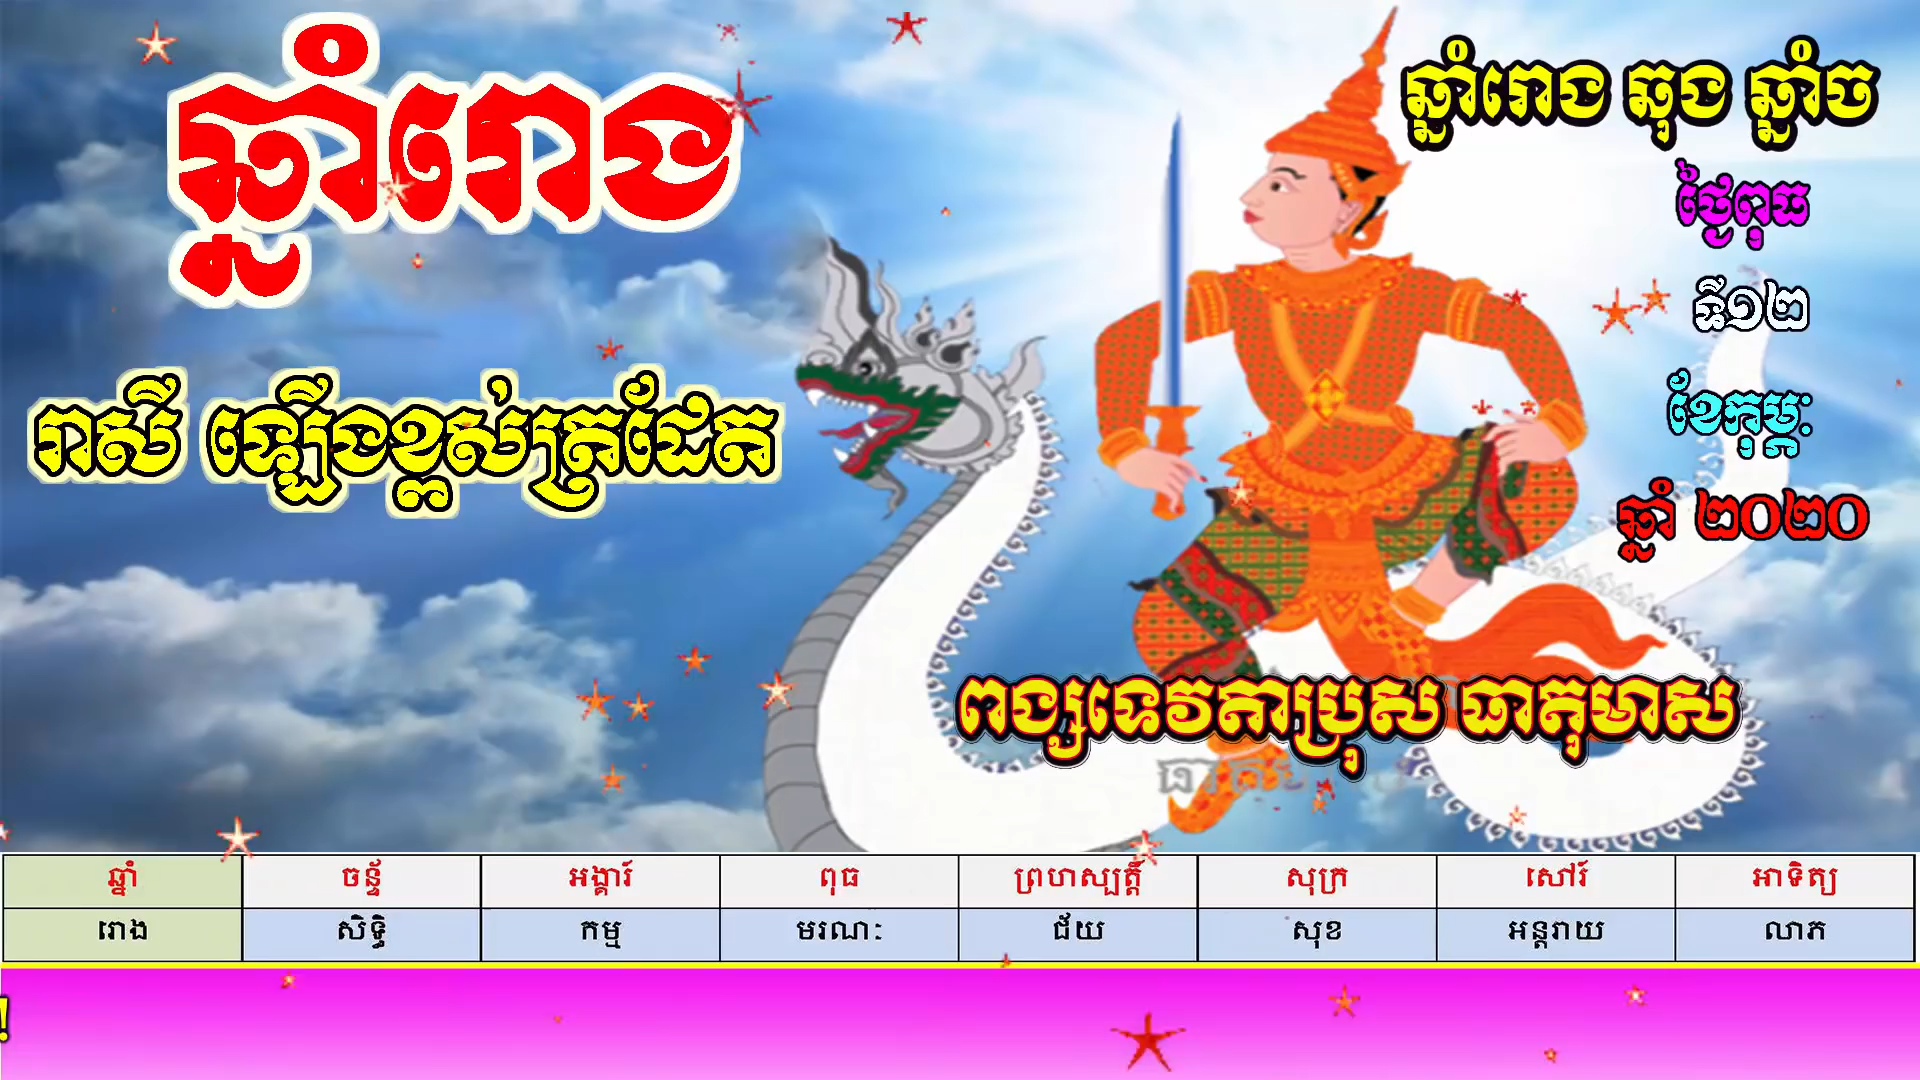 ឆ្នាំរោង
រាសី ឡើងខ្ពស់ត្រដែត
ឆ្នាំរោង ឆុង ឆ្នាំច
ថ្ងៃពុធ
ទី១២
ខែកុម្ភៈ
ឆ្នាំ ២០២០
ពង្សទេវតាប្រុស ធាតុមាស
ឆ្នាំ ចន្ទ័ អង្គារ៍ ពុធ ព្រហស្បត្តិ៍ សុក្រ សៅរ៍ អាទិត្យ
រោង សិទ្ធិ កម្ម មរណៈ ជ័យ សុខ អន្តរាយ លាភ
!